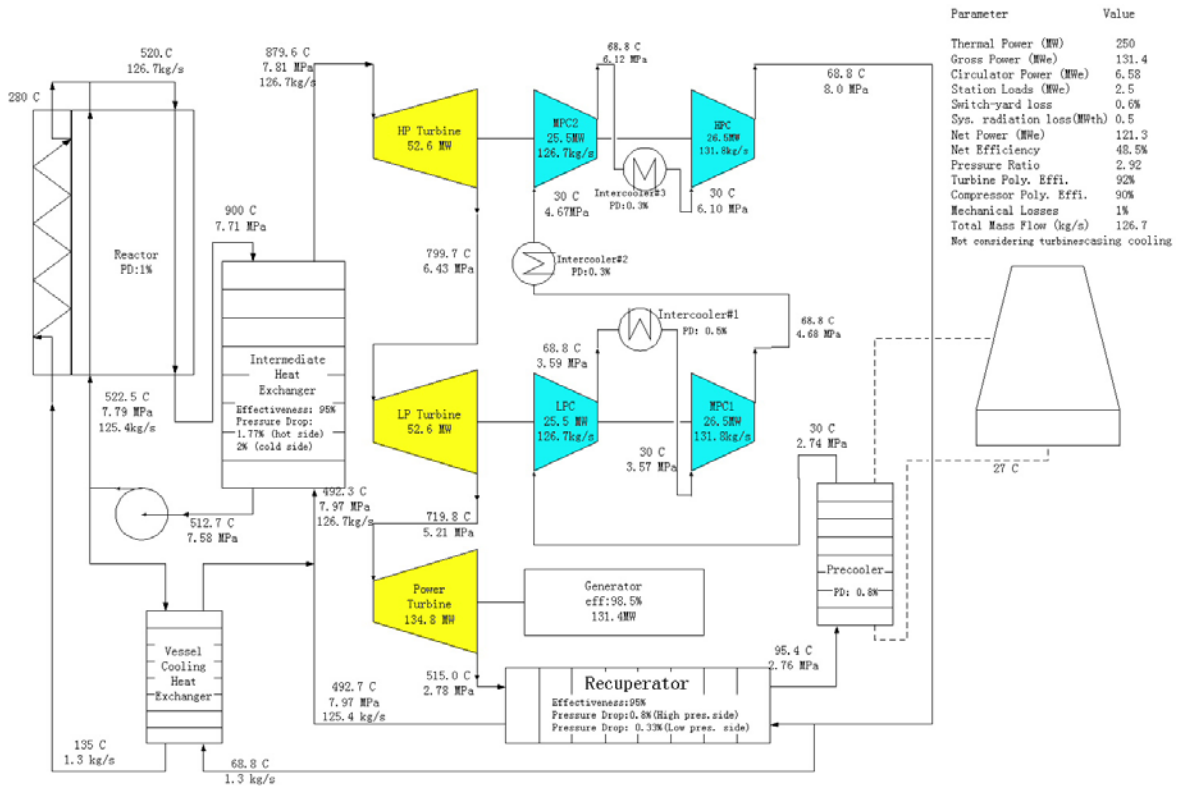 Parameter Value
Thermal Power (MW) 250
Gross Power (MWe) 131.4
Circulator Power (MWe) 6.58
Station Loads (MWe) 2.5
Switch-yard loss 0.6%
Sys. radiation loss(MWth) 0.5
Net Power (MWe) 121.3
Net Efficiency 48.5%
Pressure Ratio 2.92
Turbine Poly. Effi. 92%
Compressor Poly. Effi. 90%
Mechanical Losses 1%
Total Mass Flow (kg/s) 126.7
Not considering turbinescasing cooling
520.C
126.7kg/s
280 C
879.6 C
7.81 MPa
126.7kg/s
HP Turbine
52.6 MW
MPC2
25.5MW
126.7kg/s
68.8 C
6.12 MPa
HPC
26.5MW
131.8kg/s
68.8 C
8.0 MPa
Intercooler#3
PD:0.3%
30 C
4.67MPa
30 C
6.10 MPa
900 C
7.71 MPa
Reactor
PD:1%
799.7 C
6.43 MPa
Intercooler#2
PD:0.3%
Intercooler#1
PD: 0.5%
68.8 C
3.59 MPa
68.8 C
4.68 MPa
Intermediate
Heat
Exchanger
Effectiveness: 95%
Pressure Drop:
1.77% (hot side)
2% (cold side)
522.5 C
7.79 MPa
125.4kg/s
LP Turbine
52.6 MW
LPC
25.5 MW
126.7kg/s
MPC1
26.5MW
131.8kg/s
30 C
3.57 MPa
30 C
2.74 MPa
27 C
492.3 C
7.97 MPa
126.7kg/s
512.7 C
7.58 MPa
719.8 C
5.21 MPa
Power
Turbine
134.8 MW
Generator
eff:98.5%
131.4MW
Precooler
PD: 0.8%
Vessel
Cooling
Heat
Exchanger
492.7 C
7.97 MPa
125.4 kg/s
515.0 C
2.78 MPa
Recuperator
Effectiveness:95%
Pressure Drop:0.8%(High pres.side)
Pressure Drop: 0.33%(Low pres. side)
95.4 C
2.76 MPa
135 C
1.3 kg/s
68.8 C
1.3 kg/s